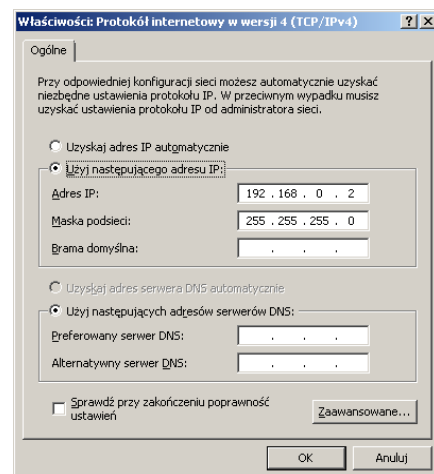 Właściwości: Protokół internetowy w wersji 4 (TCP/IPv4)
Ogólne
Przy odpowiedniej konfiguracji sieci możesz automatycznie uzyskać
niezbędne ustawienia protokołu IP. W przeciwnym wypadku musisz
uzyskać ustawienia protokołu IP od administratora sieci.
Uzyskaj adres IP automatycznie
Użyj następującego adresu IP:
Adres IP: 192 . 168 . 0 . 2
Maska podsieci: 255 . 255 . 255 . 0
Brama domyślna: . . .
Uzyskaj adres serwera DNS automatycznie
Użyj następujących adresów serwerów DNS:
Preferowany serwer DNS: . . .
Alternatywny serwer DNS: . . .
Sprawdź przy zakończeniu poprawność
ustawień
Zaawansowane...
OK Anuluj